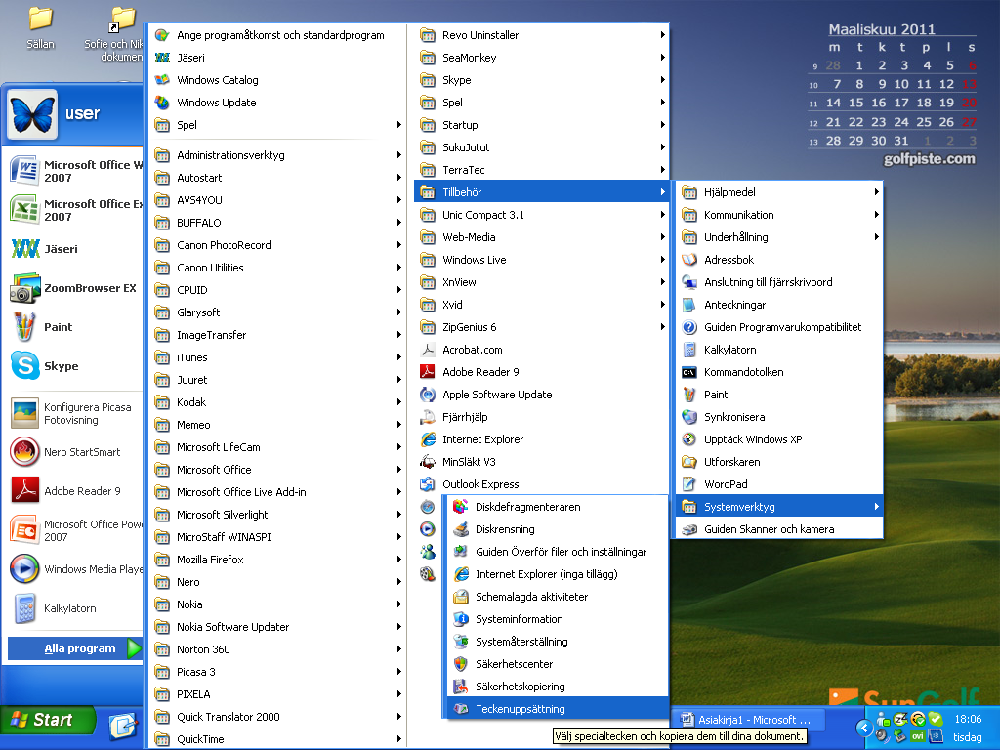 Sällan
Sofie och Nik
dokumen
user
Microsoft Office W
2007
Microsoft Office Ex
2007
Jäseri
ZoomBrowser EX
Paint
Skype
Konfigurera Picasa
Fotovisning
Nero StartSmart
Adobe Reader 9
Microsoft Office Pow
2007
Windows Media Playe
Kalkylatorn
Alla program
Start
Ange programåtkomst och standardprogram
Jäseri
Windows Catalog
Windows Update
Spel
Administrationsverktyg
Autostart
AVS4YOU
BUFFALO
Canon PhotoRecord
Canon Utilities
CPUID
Glarysoft
ImageTransfer
iTunes
Juuret
Kodak
Memeo
Microsoft LifeCam
Microsoft Office
Microsoft Office Live Add-in
Microsoft Silverlight
MicroStaff WINASPI
Mozilla Firefox
Nero
Nokia
Nokia Software Updater
Norton 360
Picasa 3
PIXELA
Quick Translator 2000
QuickTime
Revo Uninstaller
SeaMonkey
Skype
Spel
Startup
SukuJutut
TerraTec
Tillbehör
Unic Compact 3.1
Web-Media
Windows Live
XnView
Xvid
ZipGenius 6
Acrobat.com
Adobe Reader 9
Apple Software Update
Fjärrhjälp
Internet Explorer
MinSläkt V3
Outlook Express
Hjälpmedel
Kommunikation
Underhållning
Adressbok
Anslutning till fjärrskrivbord
Anteckningar
Guiden Programvarukompatibilitet
Kalkylatorn
Kommandotolken
Paint
Synkronisera
Upptäck Windows XP
Utforskaren
WordPad
Systemverktyg
Guiden Skanner och kamera
Diskdefragmenteraren
Diskrensning
Guiden Överför filer och inställningar
Internet Explorer (inga tillägg)
Schemalagda aktiviteter
Systeminformation
Systemåterställning
Säkerhetscenter
Säkerhetskopiering
Teckenuppsättning
Välj specialtecken och kopiera dem till dina dokument.
Maaliskuu 2011
m t k t p l s
9 28 1 2 3 4 5 6
10 7 8 9 10 11 12 13
11 14 15 16 17 18 19 20
12 21 22 23 24 25 26 27
13 28 29 30 31 1 2 3
golfpiste.com
SunGolf
Asiakirja1 - Microsoft ...
ovi
18:06
tisdag